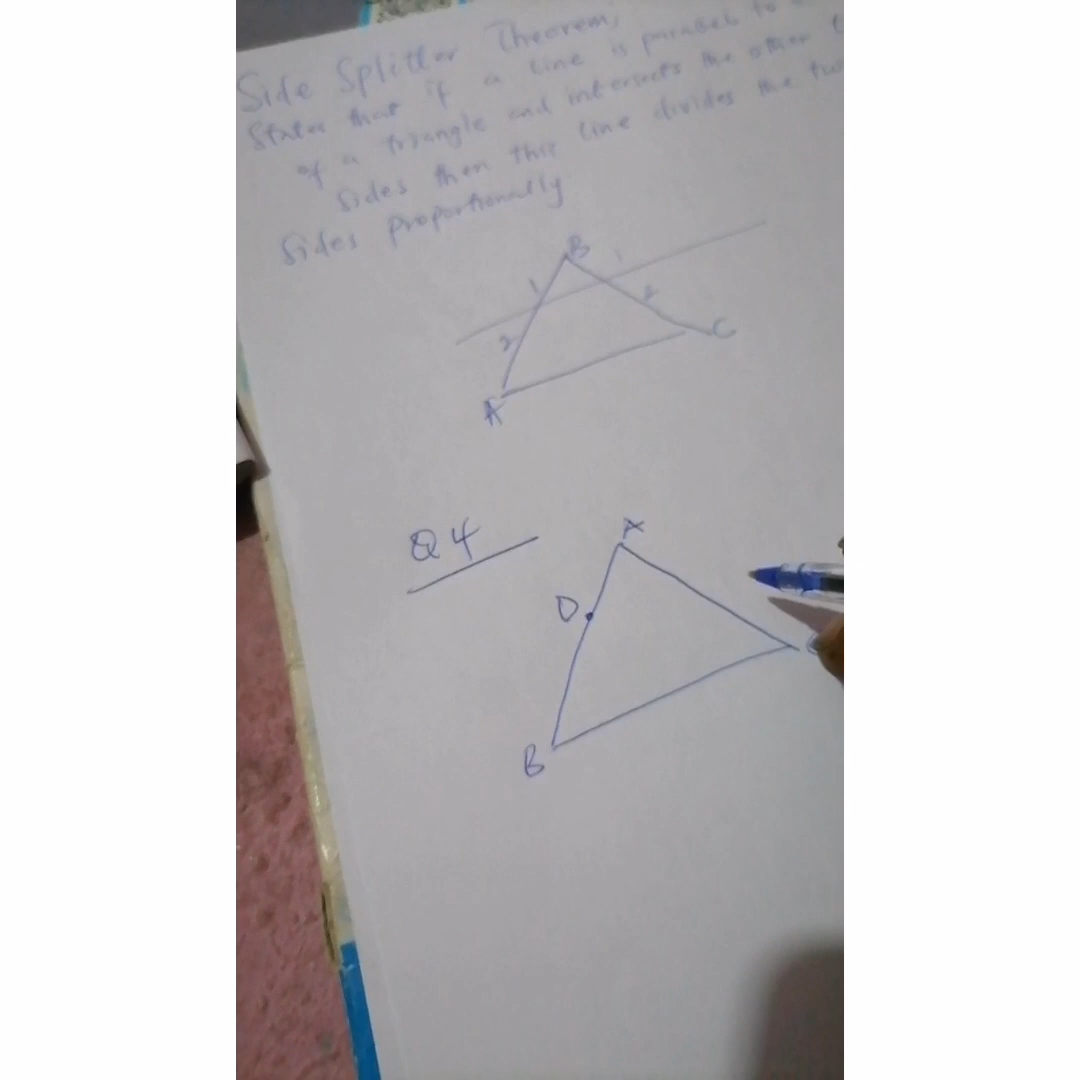 Side Splitter Theorem,
States that if a line is parallel to
of a triangle and intersects the other
sides then this line divides the two
sides proportionally
B
1 1
2 2
C
A
Q4
A
D
B